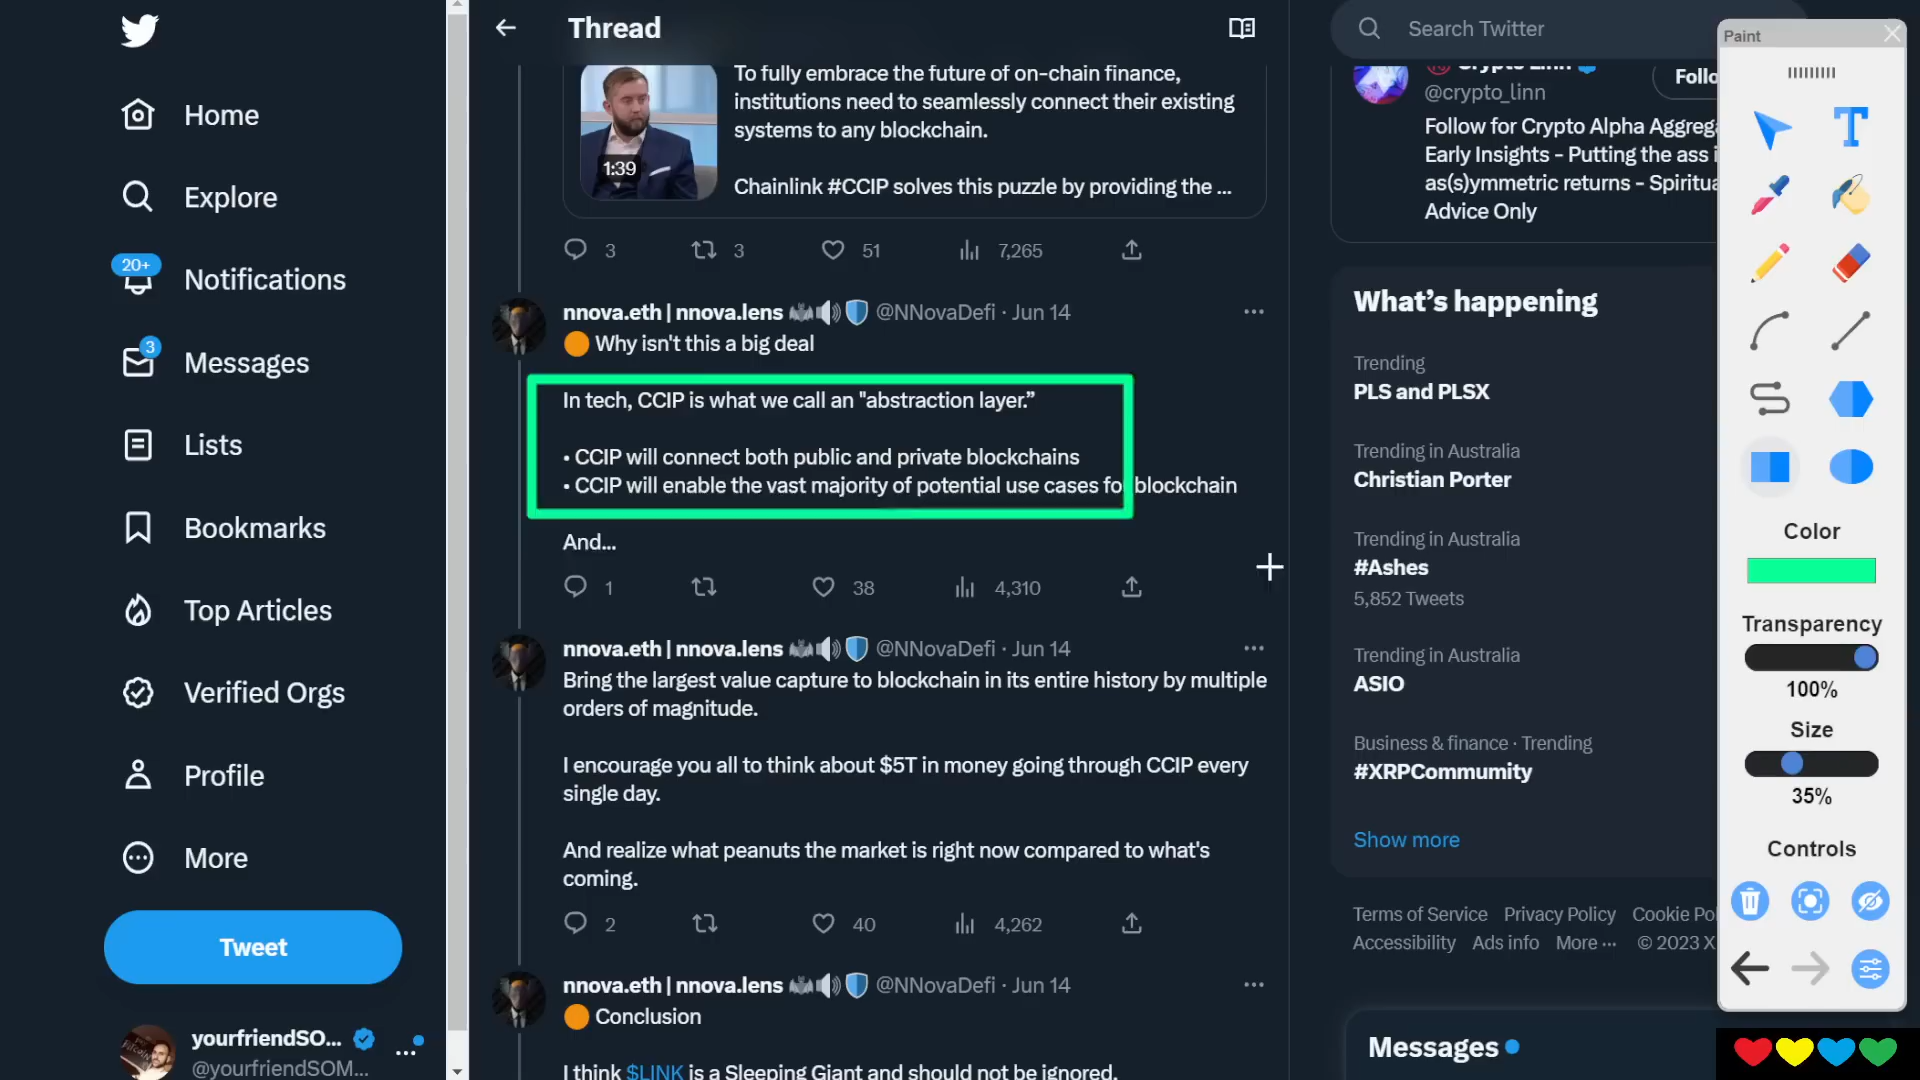 Home
Explore
20+
Notifications
3
Messages
Lists
Bookmarks
Top Articles
Verified Orgs
Profile
More
Tweet
yourfriendSO...
@yourfriendSOM...
Thread
1:39
To fully embrace the future of on-chain finance,
institutions need to seamlessly connect their existing
systems to any blockchain.
Chainlink #CCIP solves this puzzle by providing the ...
3 3 51 7,265
nnova.eth | nnova.lens @NNovaDefi · Jun 14
Why isn't this a big deal
In tech, CCIP is what we call an "abstraction layer.”
• CCIP will connect both public and private blockchains
• CCIP will enable the vast majority of potential use cases fo blockchain
And...
1 38 4,310
nnova.eth | nnova.lens @NNovaDefi · Jun 14
Bring the largest value capture to blockchain in its entire history by multiple
orders of magnitude.
I encourage you all to think about $5T in money going through CCIP every
single day.
And realize what peanuts the market is right now compared to what's
coming.
2 40 4,262
nnova.eth | nnova.lens @NNovaDefi · Jun 14
Conclusion
I think $LINK is a Sleeping Giant and should not be ignored.
Search Twitter
Crypto Linn
@crypto_linn
Follo
Follow for Crypto Alpha Aggreg
Early Insights - Putting the ass i
as(s)ymmetric returns - Spiritu
Advice Only
What’s happening
Trending
PLS and PLSX
Trending in Australia
Christian Porter
Trending in Australia
#Ashes
5,852 Tweets
Trending in Australia
ASIO
Business & finance · Trending
#XRPCommumity
Show more
Terms of Service Privacy Policy Cookie Po
Accessibility Ads info More ··· © 2023 X
Messages
Paint
T
Color
Transparency
100%
Size
35%
Controls